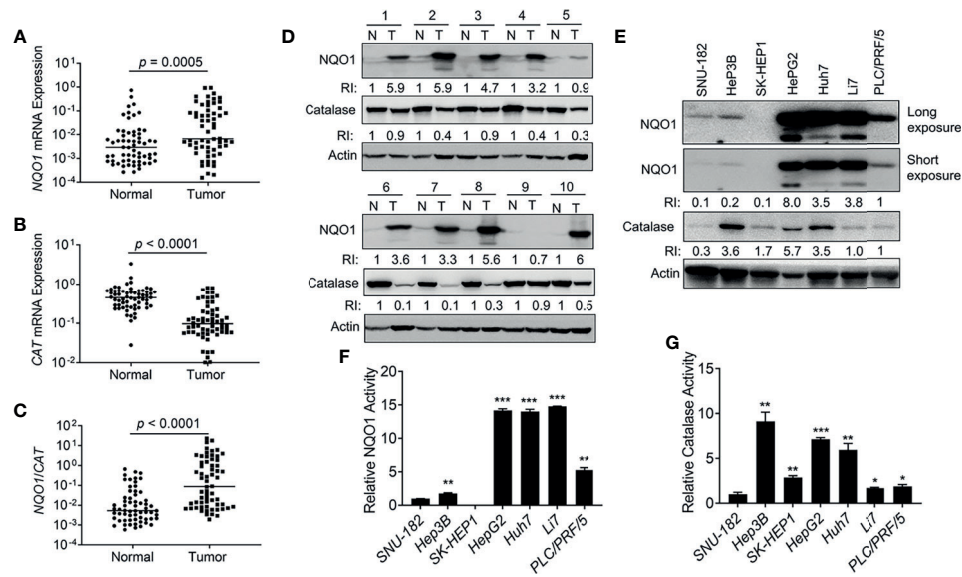 A
NQO1 mRNA Expression
p = 0.0005
10^1
10^0
10^-1
10^-2
10^-3
10^-4
Normal Tumor
B
CAT mRNA Expression
p < 0.0001
10^1
10^0
10^-1
10^-2
Normal Tumor
C
NQO1/CAT
p < 0.0001
10^2
10^1
10^0
10^-1
10^-2
10^-3
10^-4
Normal Tumor
D
1 2 3 4 5
N T N T N T N T N T
NQO1
RI: 1 5.9 1 5.9 1 4.7 1 3.2 1 0.9
Catalase
RI: 1 0.9 1 0.4 1 0.9 1 0.4 1 0.3
Actin
6 7 8 9 10
N T N T N T N T N T
NQO1
RI: 1 3.6 1 3.3 1 5.6 1 0.7 1 6
Catalase
RI: 1 0.1 1 0.1 1 0.3 1 0.9 1 0.5
Actin
E
SNU-182 HeP3B SK-HEP1 HePG2 Huh7 Li7 PLC/PRF/5
NQO1 Long exposure
NQO1 Short exposure
RI: 0.1 0.2 0.1 8.0 3.5 3.8 1
Catalase
RI: 0.3 3.6 1.7 5.7 3.5 1.0 1
Actin
F
Relative NQO1 Activity
20
15
10
5
0
** *** *** *** **
SNU-182 Hep3B SK-HEP1 HepG2 Huh7 Li7 PLC/PRF/5
G
Relative Catalase Activity
15
10
5
0
** ** *** ** * *
SNU-182 Hep3B SK-HEP1 HepG2 Huh7 Li7 PLC/PRF/5